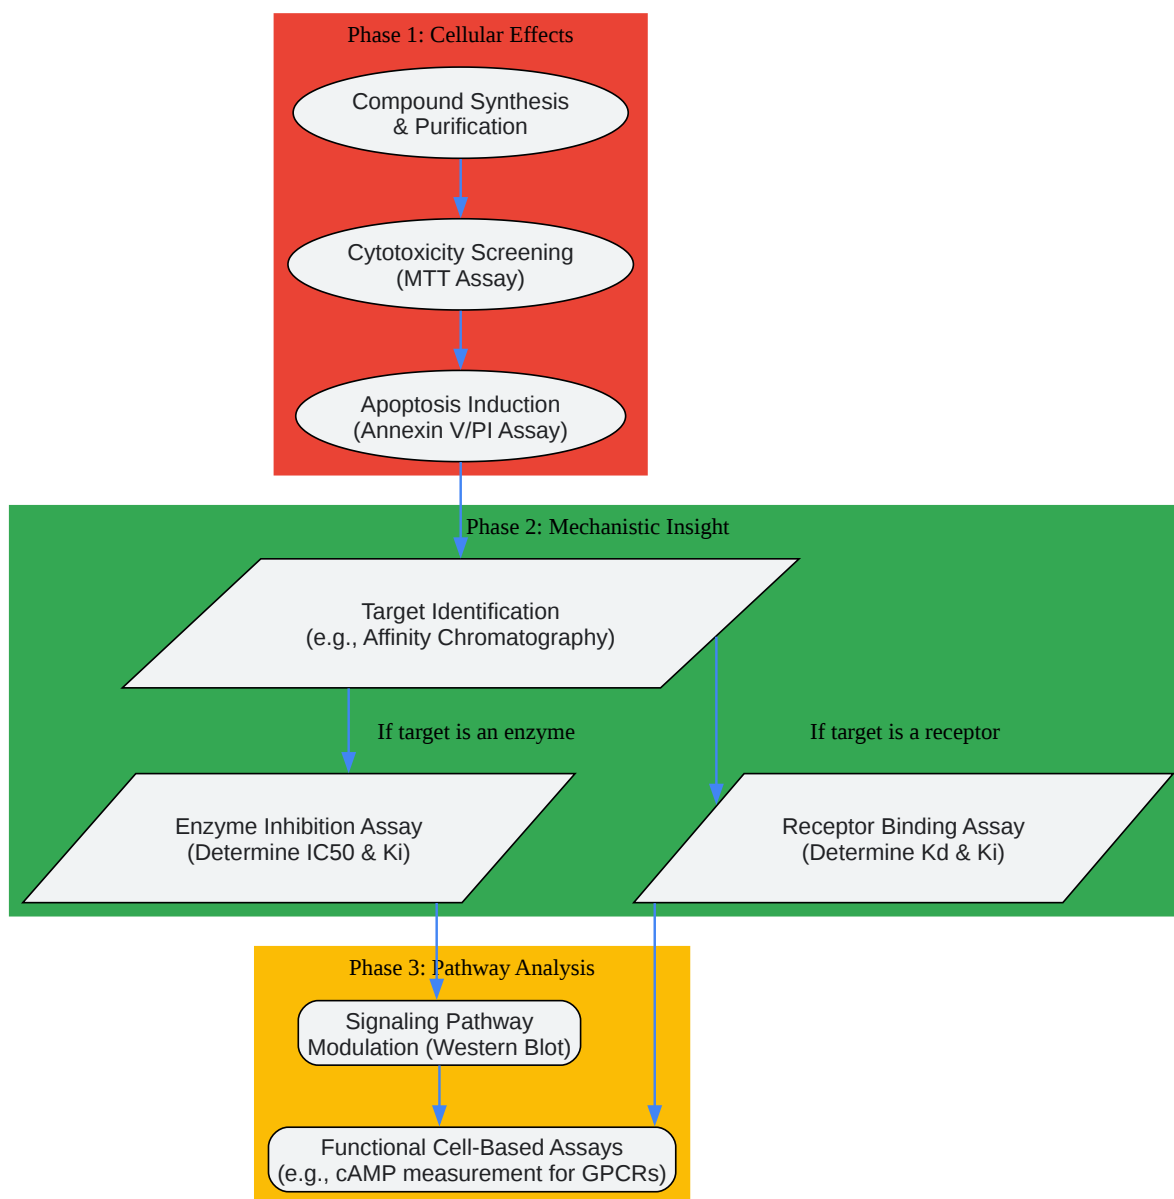 Phase 1: Cellular Effects
Compound Synthesis
& Purification
Cytotoxicity Screening
(MTT Assay)
Apoptosis Induction
(Annexin V/PI Assay)
Phase 2: Mechanistic Insight
Target Identification
(e.g., Affinity Chromatography)
If target is an enzyme
If target is a receptor
Enzyme Inhibition Assay
(Determine IC50 & Ki)
Receptor Binding Assay
(Determine Kd & Ki)
Phase 3: Pathway Analysis
Signaling Pathway
Modulation (Western Blot)
Functional Cell-Based Assays
(e.g., cAMP measurement for GPCRs)